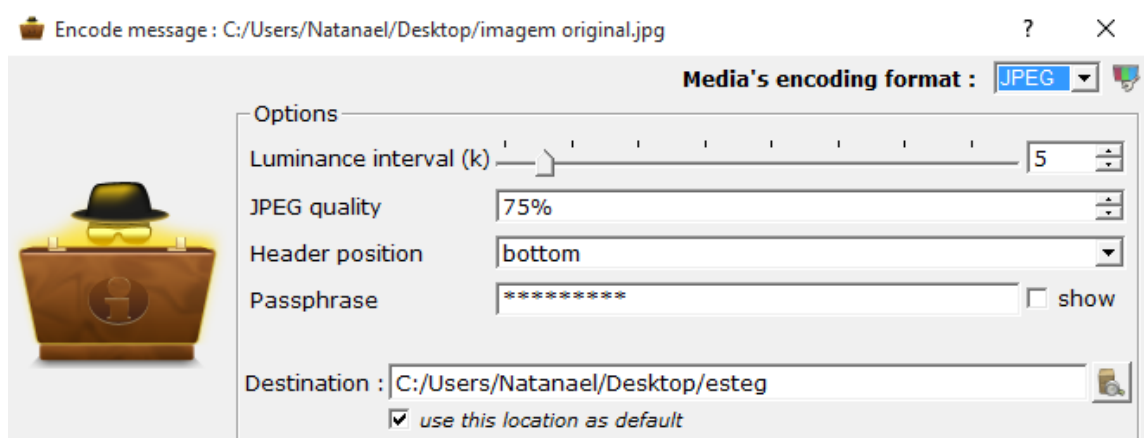 Encode message : C:/Users/Natanael/Desktop/imagem original.jpg ? ×
Media's encoding format : JPEG
Options
Luminance interval (k) 5
JPEG quality 75%
Header position bottom
Passphrase ********* show
Destination : C:/Users/Natanael/Desktop/esteg
use this location as default